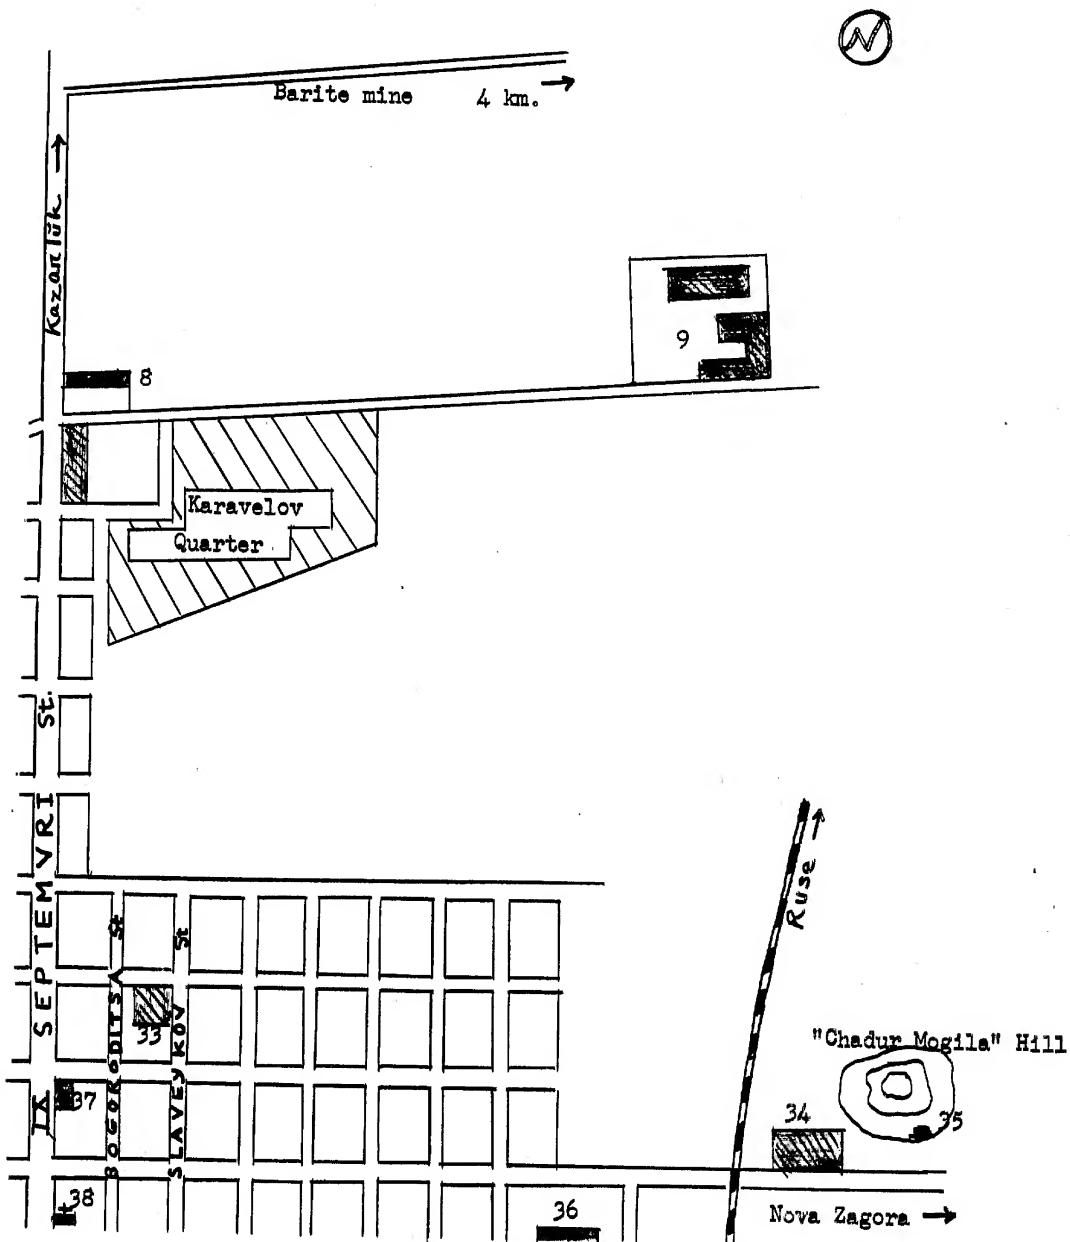 N
Barite mine 4 km.
Kazanlŭk
8
9
Karavelov
Quarter
IX SEPTEMVRI St.
BOGORODITSA St
SLAVEYKOV St
33
Ruse
"Chadur Mogila" Hill
34
35
37
38
36
Nova Zagora